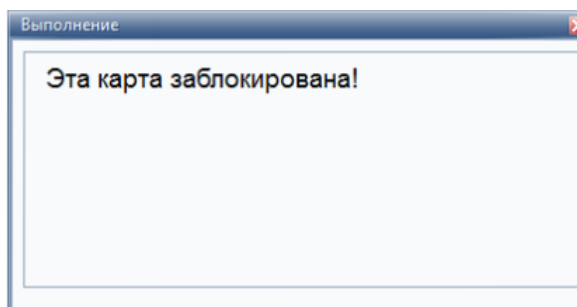 Выполнение
Эта карта заблокирована!